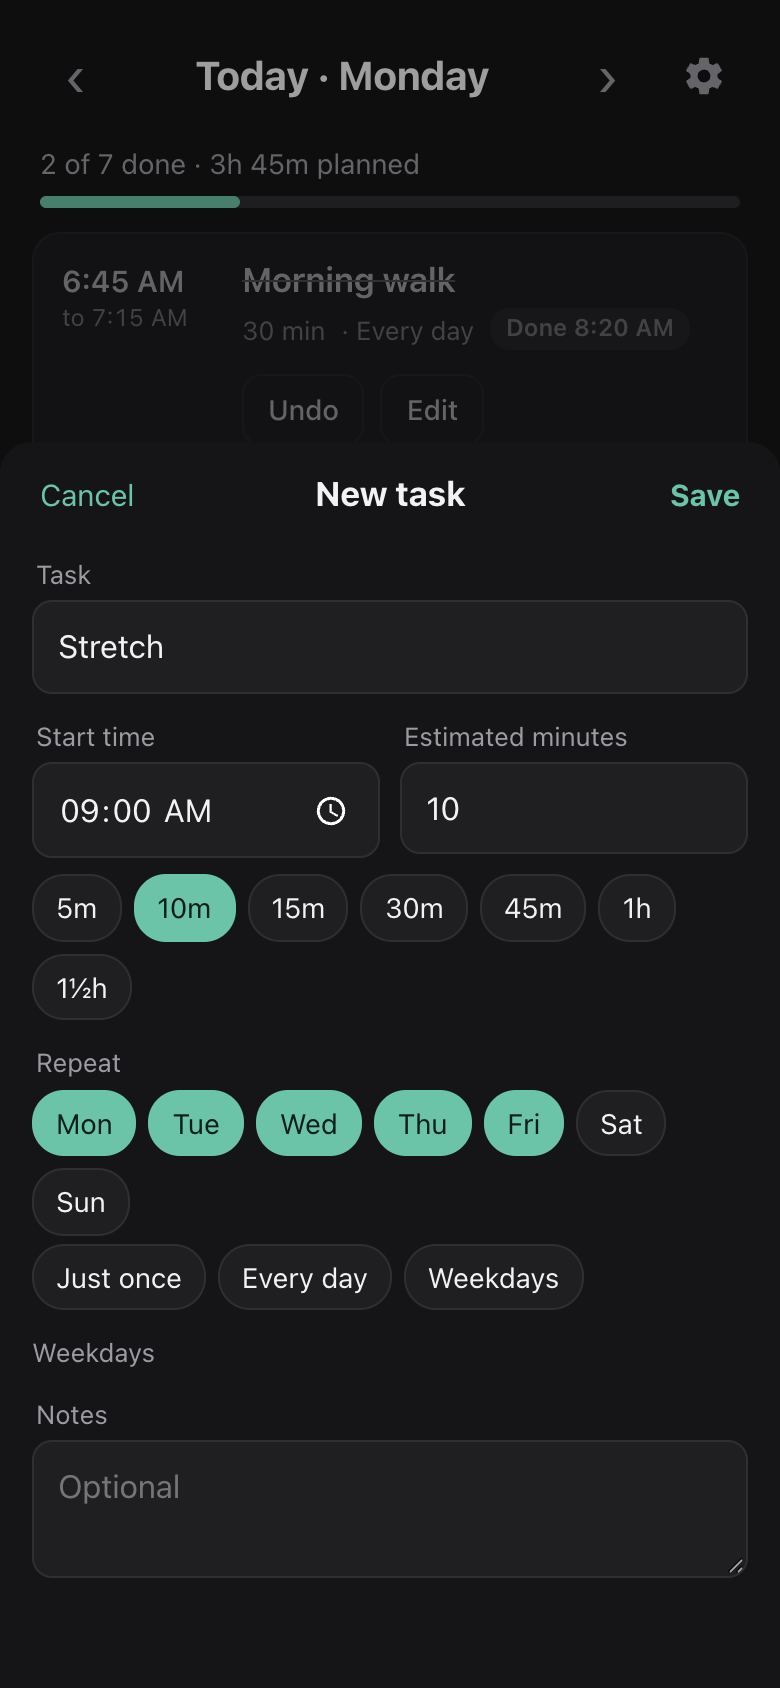 ‹ Today · Monday ›
2 of 7 done · 3h 45m planned
6:45 AM Morning walk
to 7:15 AM
30 min · Every day Done 8:20 AM
Undo Edit
Cancel New task Save
Task
Stretch
Start time Estimated minutes
09:00 AM 10
5m 10m 15m 30m 45m 1h
1½h
Repeat
Mon Tue Wed Thu Fri Sat
Sun
Just once Every day Weekdays
Weekdays
Notes
Optional